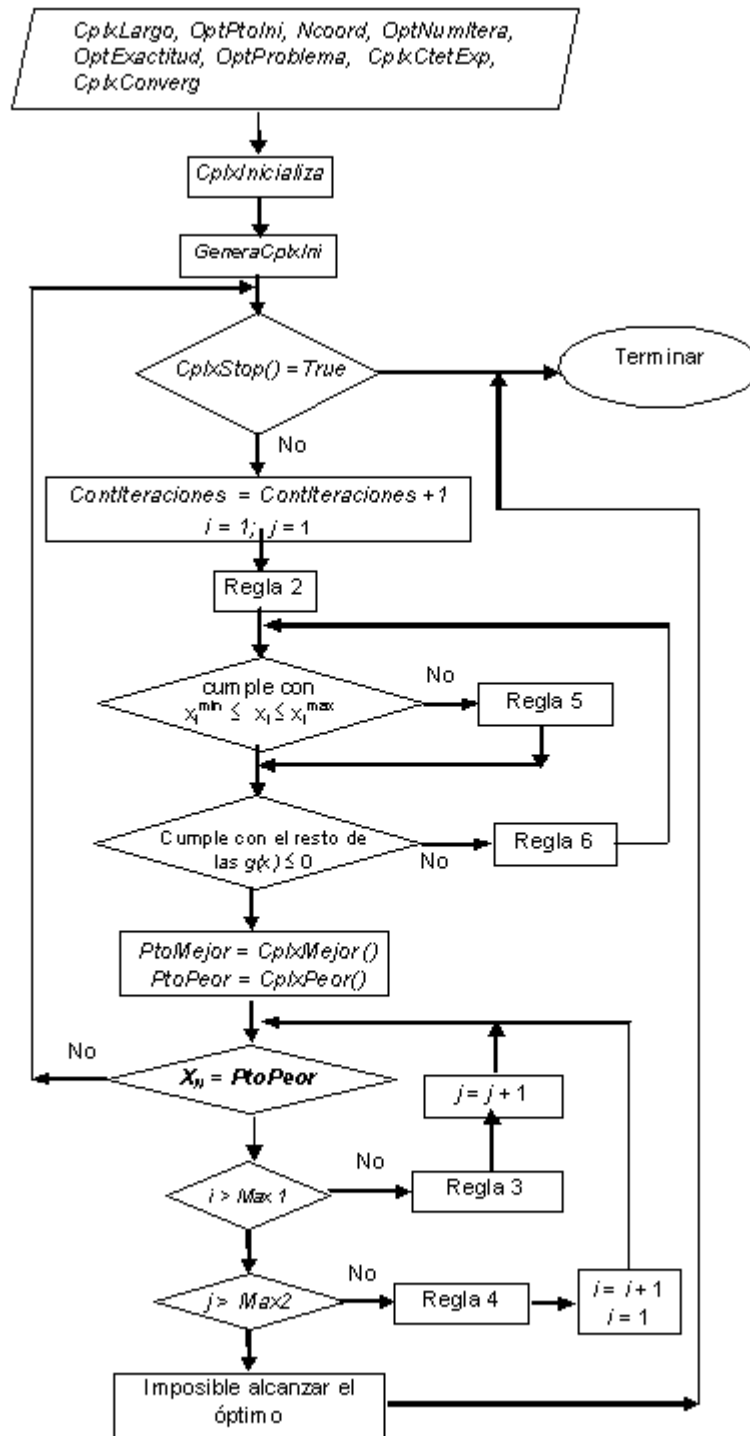 CplxLargo, OptPtoIni, Ncoord, OptNumItera,
OptExactitud, OptProblema, CplxCtetExp,
CplxConverg
CplxInicializa
GeneraCplxIni
CplxStop() = True
Terminar
No
ContIteraciones = ContIteraciones +1
i = 1; j = 1
Regla 2
cumple con
x_i^min ≤ x_i ≤ x_i^max
No
Regla 5
Cumple con el resto de
las g(x) ≤ 0
No
Regla 6
PtoMejor = CplxMejor()
PtoPeor = CplxPeor()
No
X_N = PtoPeor
j = j + 1
i > Max 1
No
Regla 3
j > Max2
No
Regla 4
i = i + 1
i = 1
Imposible alcanzar el
óptimo